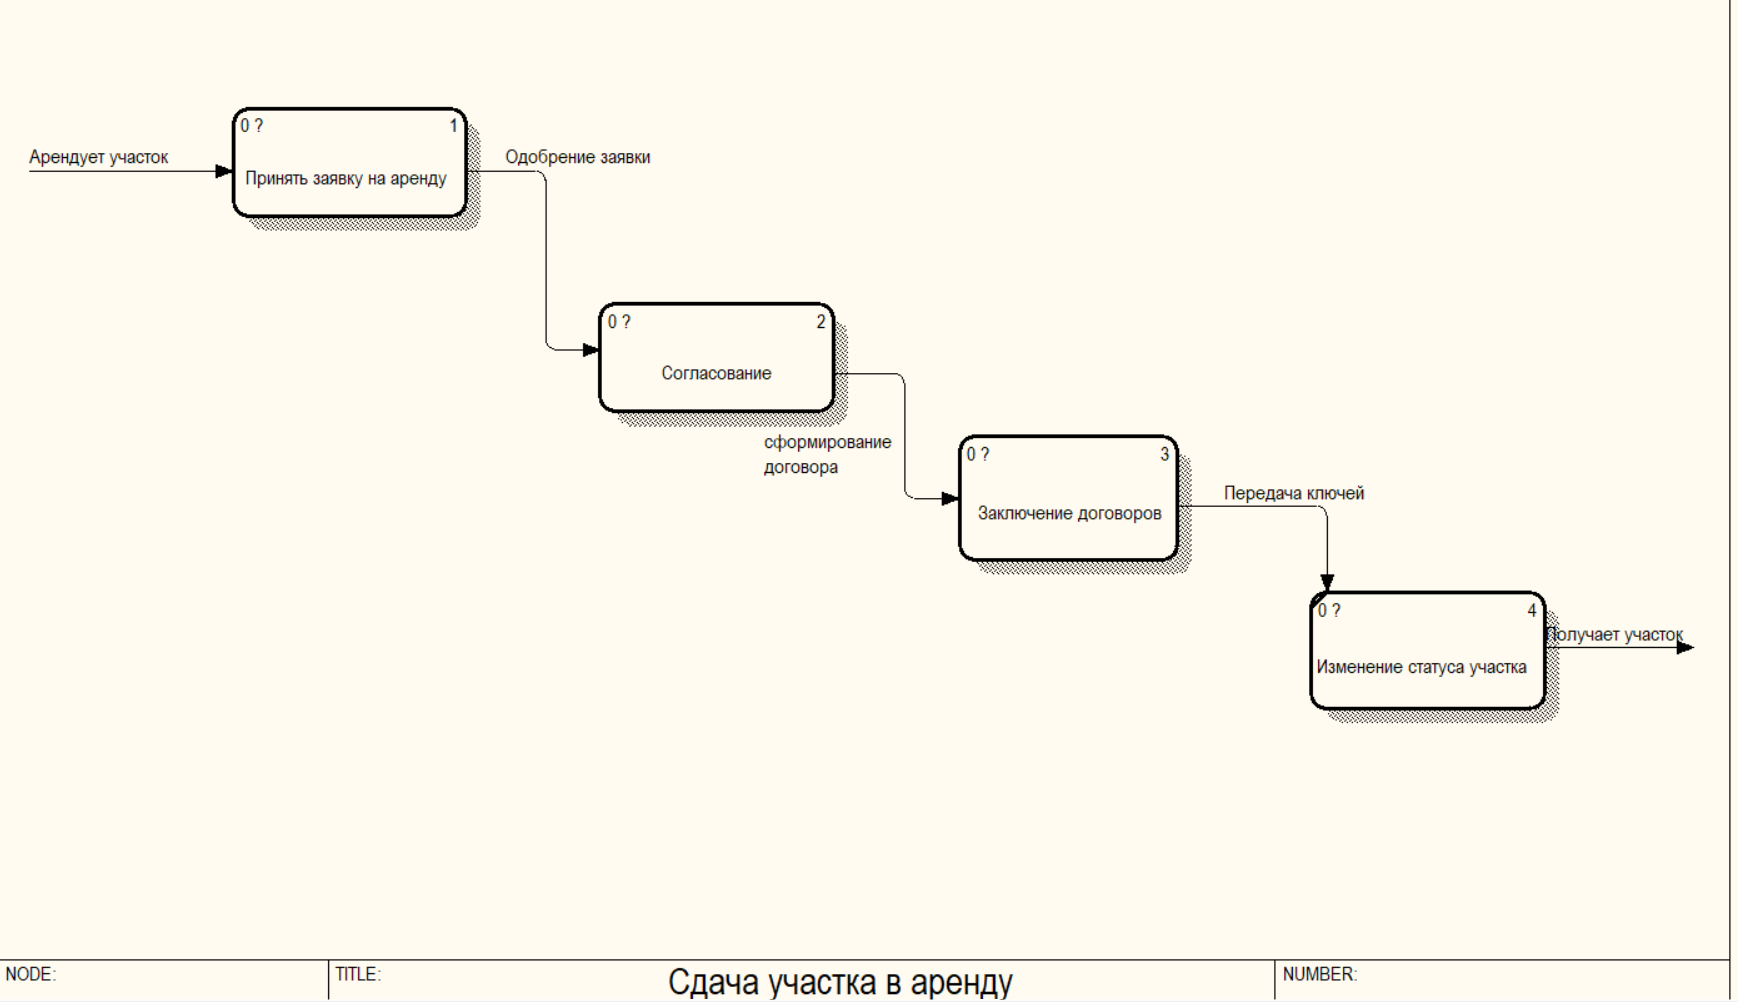 Арендует участок
0 ?
1
Принять заявку на аренду
Одобрение заявки
0 ?
2
Согласование
сформирование
договора
0 ?
3
Заключение договоров
Передача ключей
0 ?
4
Изменение статуса участка
Получает участок
NODE:
TITLE:
Сдача участка в аренду
NUMBER: